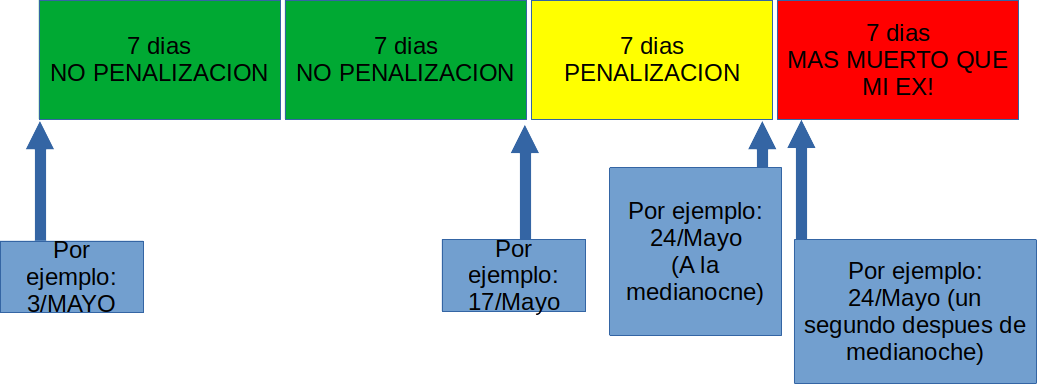 7 dias
NO PENALIZACION
7 dias
NO PENALIZACION
7 dias
PENALIZACION
7 dias
MAS MUERTO QUE
MI EX!
Por
ejemplo:
3/MAYO
Por
ejemplo:
17/Mayo
Por ejemplo:
24/Mayo
(A la
medianocne)
Por ejemplo:
24/Mayo (un
segundo despues de
medianoche)